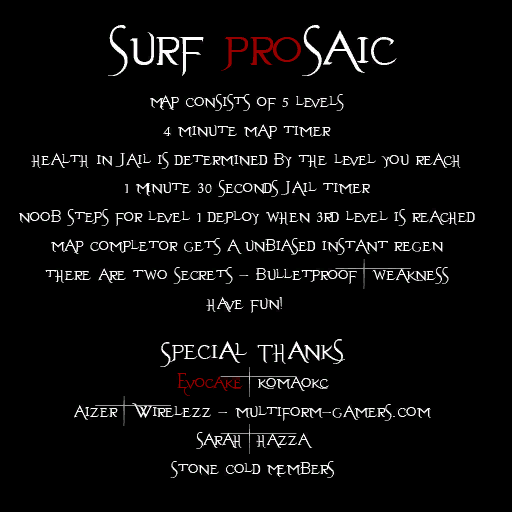 SURF PROSAIC
MAP CONSISTS OF 5 LEVELS
4 MINUTE MAP TIMER
HEALTH IN JAIL IS DETERMINED BY THE LEVEL YOU REACH
1 MINUTE 30 SECONDS JAIL TIMER
NOOB STEPS FOR LEVEL 1 DEPLOY WHEN 3RD LEVEL IS REACHED
MAP COMPLETOR GETS A UNBIASED INSTANT REGEN
THERE ARE TWO SECRETS - BULLETPROOF | WEAKNESS
HAVE FUN!
SPECIAL THANKS
EVOCAKE | KOMAOKC
AIZER | WIRELEZZ - MULTIFORM-GAMERS.COM
SARAH | HAZZA
STONE COLD MEMBERS